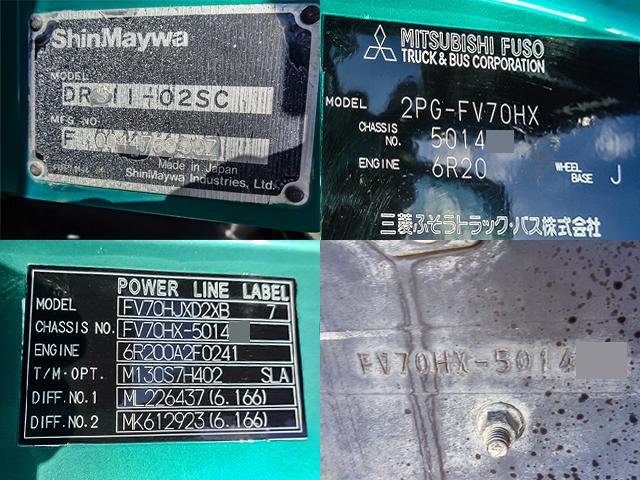 ShinMaywa
MODEL
DRS11-02SC
MFG NO.
Made in Japan
ShinMaywa Industries, Ltd.
MITSUBISHI FUSO
TRUCK & BUS CORPORATION
MODEL 2PG-FV70HX
CHASSIS NO. 5014
ENGINE 6R20 WHEEL BASE J
三菱ふそうトラック・バス株式会社
POWER LINE LABEL
MODEL FV70HJXD2XB 7
CHASSIS NO. FV70HX-5014
ENGINE 6R200A2F0241
T/M·OPT. M130S7H402 SLA
DIFF.NO.1 ML226437(6.166)
DIFF.NO.2 MK612923(6.166)
FV70HX-5014